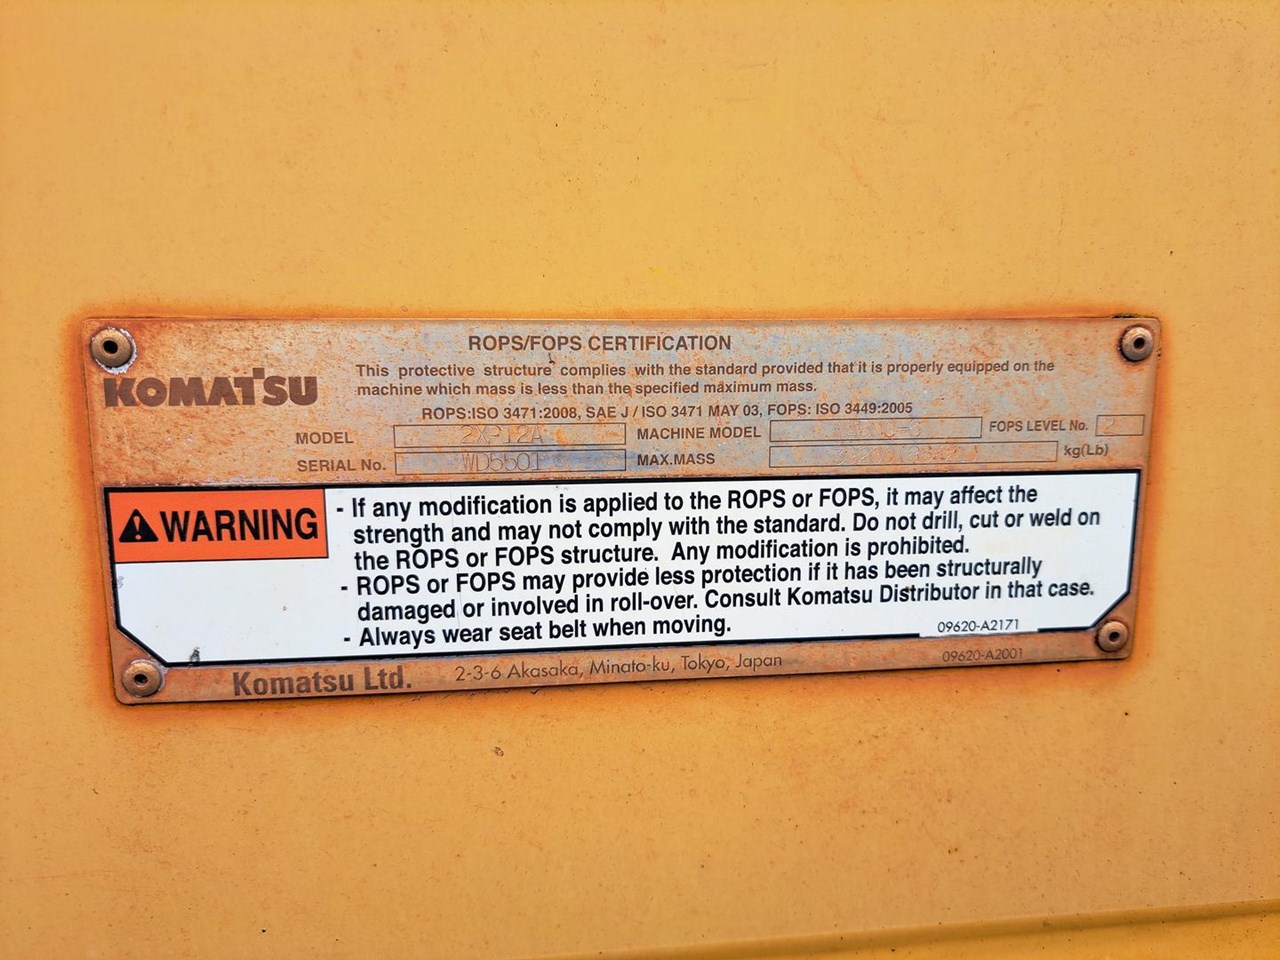 ROPS/FOPS CERTIFICATION
KOMATSU
This protective structure complies with the standard provided that it is properly equipped on the
machine which mass is less than the specified maximum mass.
ROPS:ISO 3471:2008, SAE J / ISO 3471 MAY 03, FOPS: ISO 3449:2005
MODEL 2XP12A MACHINE MODEL FOPS LEVEL No. 2
SERIAL No. WD5501 MAX.MASS kg(Lb)
WARNING
- If any modification is applied to the ROPS or FOPS, it may affect the
strength and may not comply with the standard. Do not drill, cut or weld on
the ROPS or FOPS structure. Any modification is prohibited.
- ROPS or FOPS may provide less protection if it has been structurally
damaged or involved in roll-over. Consult Komatsu Distributor in that case.
- Always wear seat belt when moving.
09620-A2171
Komatsu Ltd. 2-3-6 Akasaka, Minato-ku, Tokyo, Japan
09620-A2001